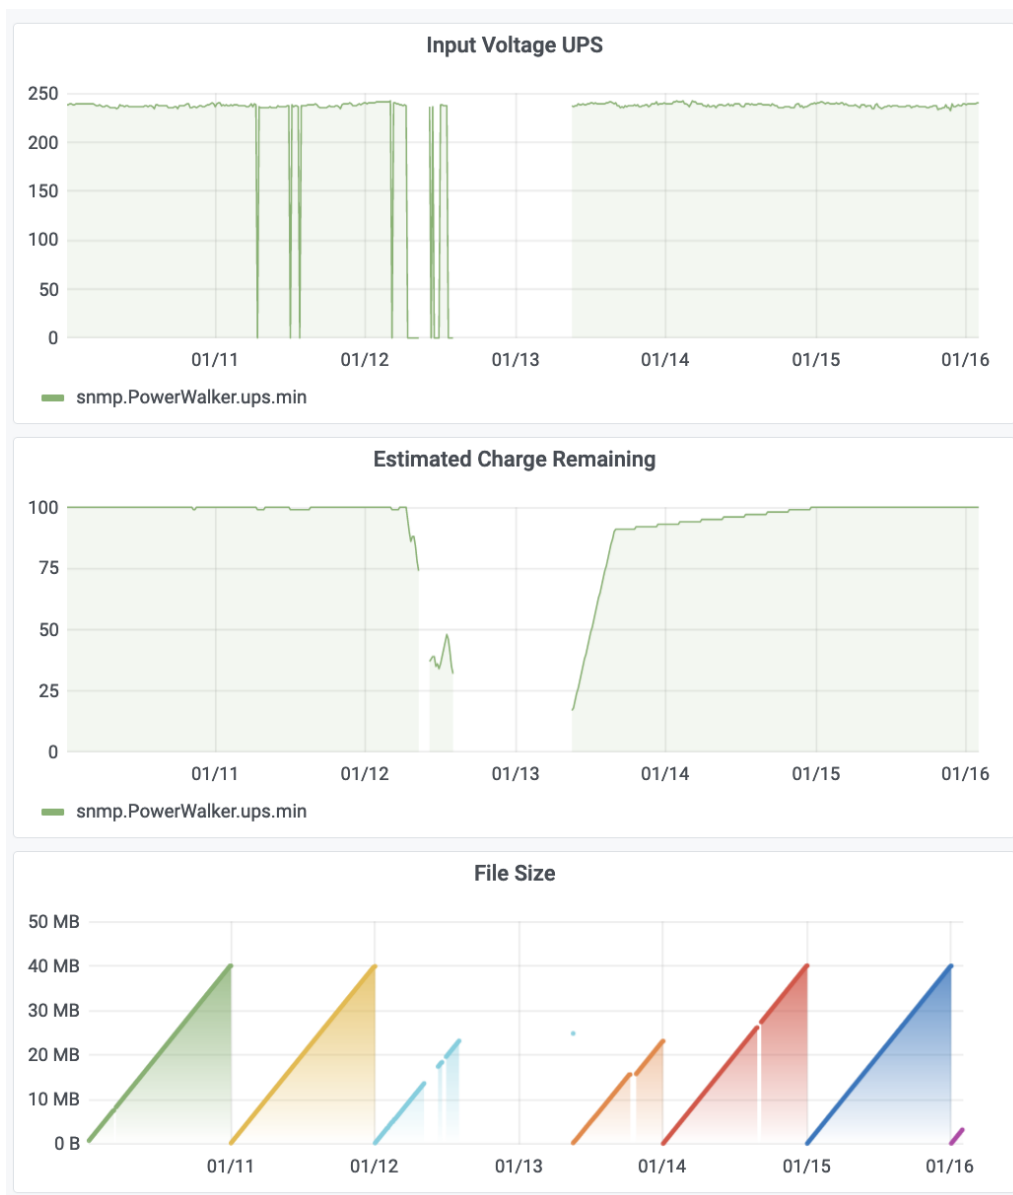 Input Voltage UPS
250
200
150
100
50
0
01/11 01/12 01/13 01/14 01/15 01/16
snmp.PowerWalker.ups.min
Estimated Charge Remaining
100
75
50
25
0
01/11 01/12 01/13 01/14 01/15 01/16
snmp.PowerWalker.ups.min
File Size
50 MB
40 MB
30 MB
20 MB
10 MB
0 B
01/11 01/12 01/13 01/14 01/15 01/16